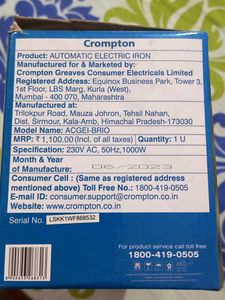 Crompton
Product: AUTOMATIC ELECTRIC IRON
Manufactured for & Marketed by:
Crompton Greaves Consumer Electricals Limited
Registered Address: Equinox Business Park, Tower 3,
1st Floor, LBS Marg, Kurla (West),
Mumbai - 400 070, Maharashtra
Manufactured At:
Trilokpur Road, Mauza Johron, Tehsil Nahan,
Dist. Sirmour, Kala-Amb, Himachal Pradesh-173030
Model Name: ACGEI-BRIO
MRP: ₹ 1,100.00 (Incl. of all taxes) Quantity: 1 U
Specification: 230V AC, 50Hz,1000W
Month & Year
of Manufacture: 06/2023
Consumer Cell : (Same as registered address
mentioned above) Toll Free No.: 1800-419-0505
E-Mail ID: consumer.support@crompton.co.in
Website: www.crompton.co.in
Serial No. LSKK1WF868532
For product service call toll free
1800-419-0505